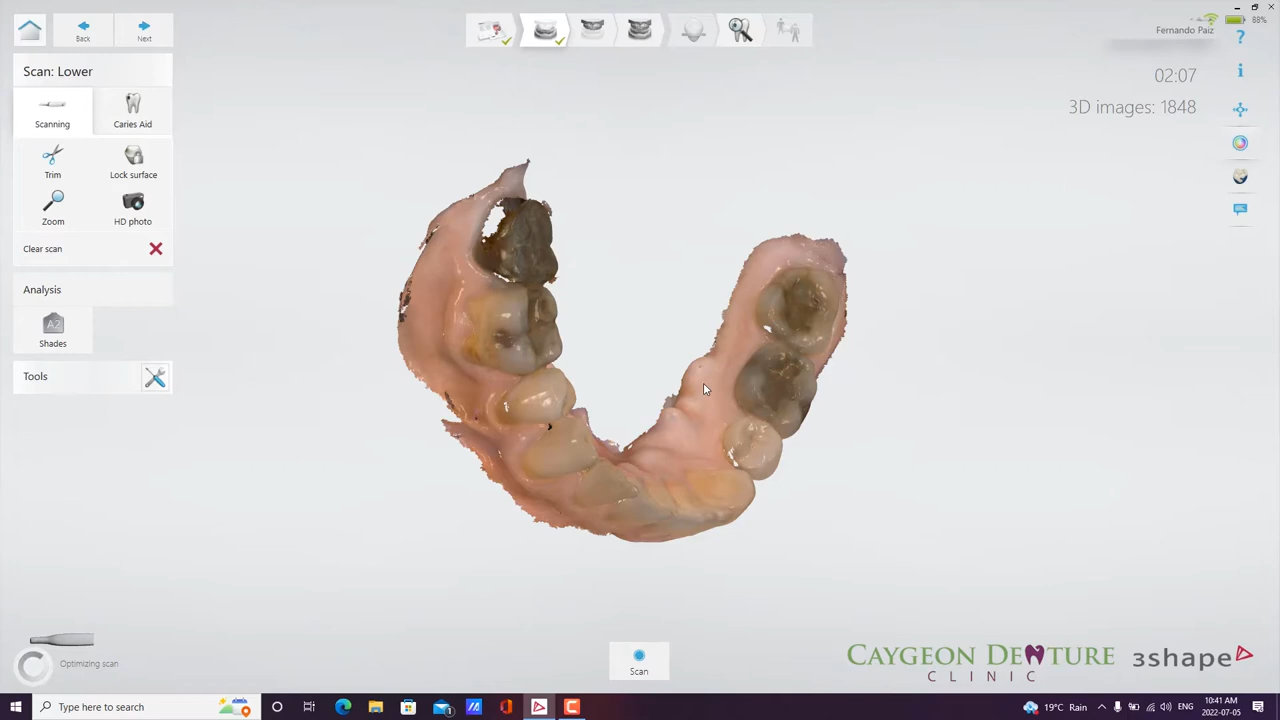 88%
Fernando Paiz
Back
Next
Scan: Lower
02:07
3D images: 1848
Scanning
Caries Aid
Trim
Lock surface
Zoom
HD photo
Clear scan
Analysis
A2
Shades
Tools
Optimizing scan
Scan
CAYGEON DENTURE
CLINIC
3shape
Type here to search
19°C Rain
ENG
10:41 AM
2022-07-05